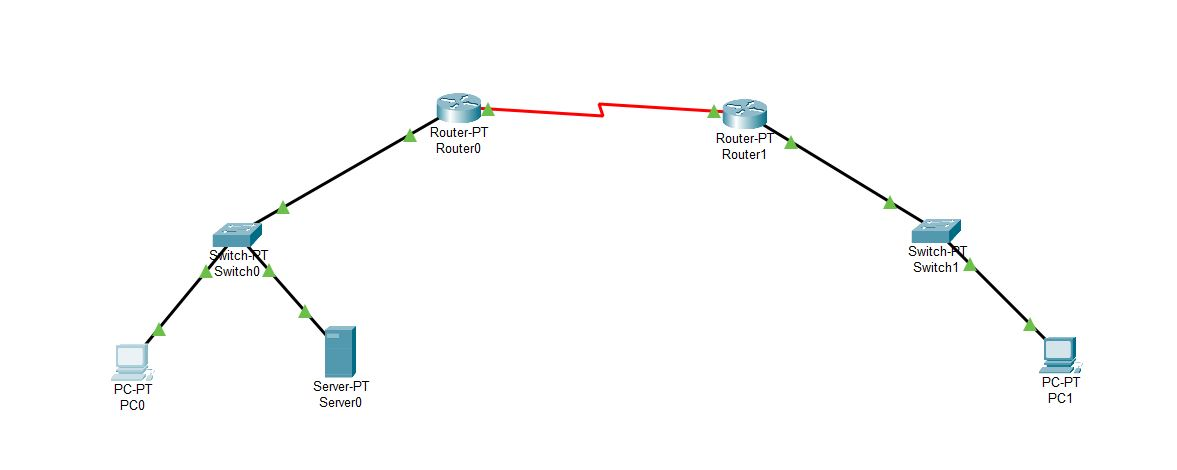 Router-PT
Router0
Router-PT
Router1
Switch-PT
Switch0
Switch-PT
Switch1
PC-PT
PC0
Server-PT
Server0
PC-PT
PC1